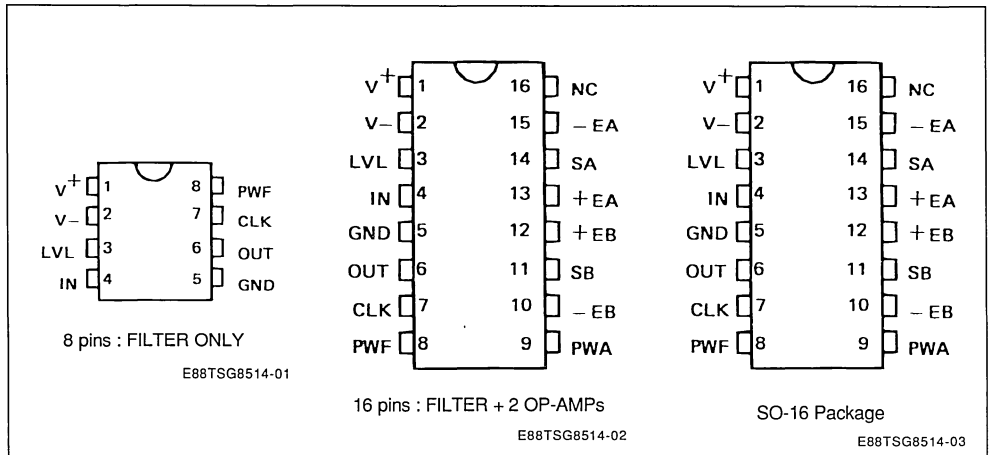 V+ 1 8 PWF
V- 2 7 CLK
LVL 3 6 OUT
IN 4 5 GND
8 pins : FILTER ONLY
E88TSG8514-01
V+ 1 16 NC
V- 2 15 -EA
LVL 3 14 SA
IN 4 13 +EA
GND 5 12 +EB
OUT 6 11 SB
CLK 7 10 -EB
PWF 8 9 PWA
16 pins : FILTER + 2 OP-AMPs
E88TSG8514-02
V+ 1 16 NC
V- 2 15 -EA
LVL 3 14 SA
IN 4 13 +EA
GND 5 12 +EB
OUT 6 11 SB
CLK 7 10 -EB
PWF 8 9 PWA
SO-16 Package
E88TSG8514-03